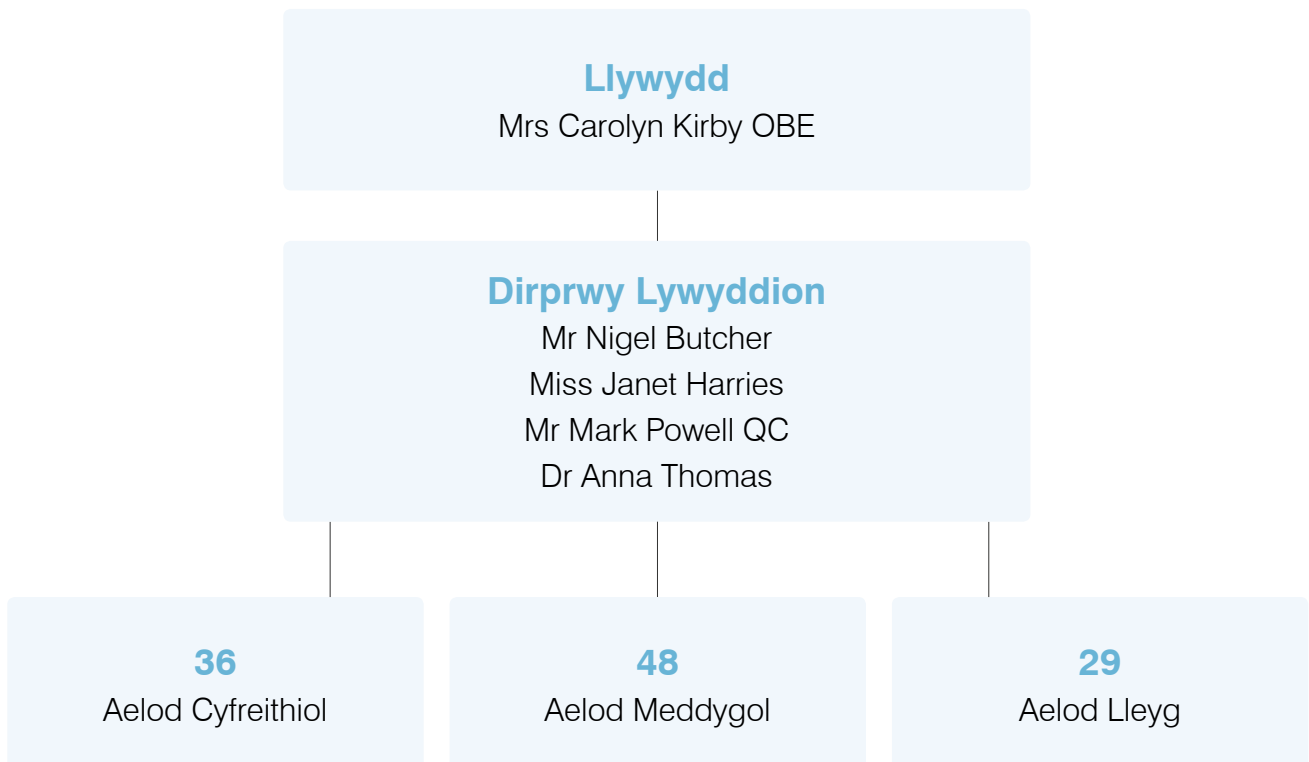 Llywydd
Mrs Carolyn Kirby OBE
Dirprwy Lywyddion
Mr Nigel Butcher
Miss Janet Harries
Mr Mark Powell QC
Dr Anna Thomas
36
Aelod Cyfreithiol
48
Aelod Meddygol
29
Aelod Lleyg